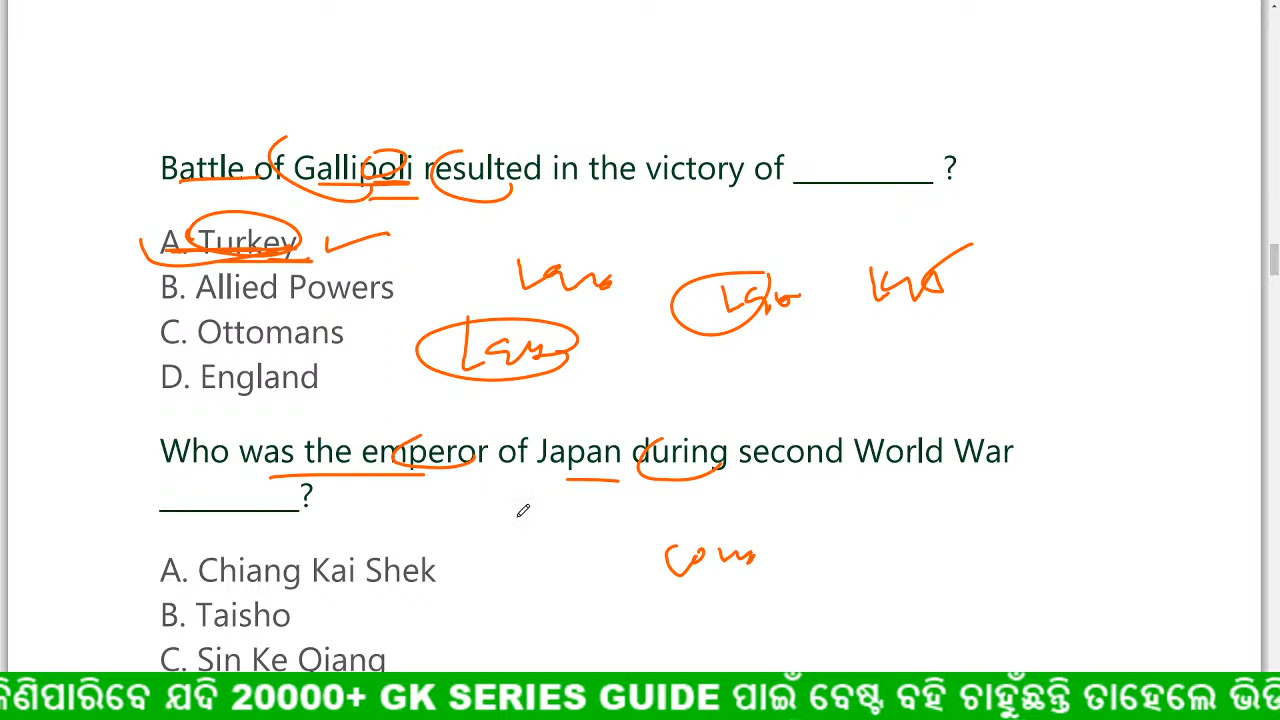 Battle of Gallipoli resulted in the victory of _________ ?
A. Turkey
B. Allied Powers
C. Ottomans
D. England
Who was the emperor of Japan during second World War
_________?
A. Chiang Kai Shek
B. Taisho
C. Sin Ke Qiang
ଯଦି 20000+ GK SERIES GUIDE ପାଇଁ ବେଷ୍ଟ ବହି ଚାହୁଁଛନ୍ତି ତାହେଲେ